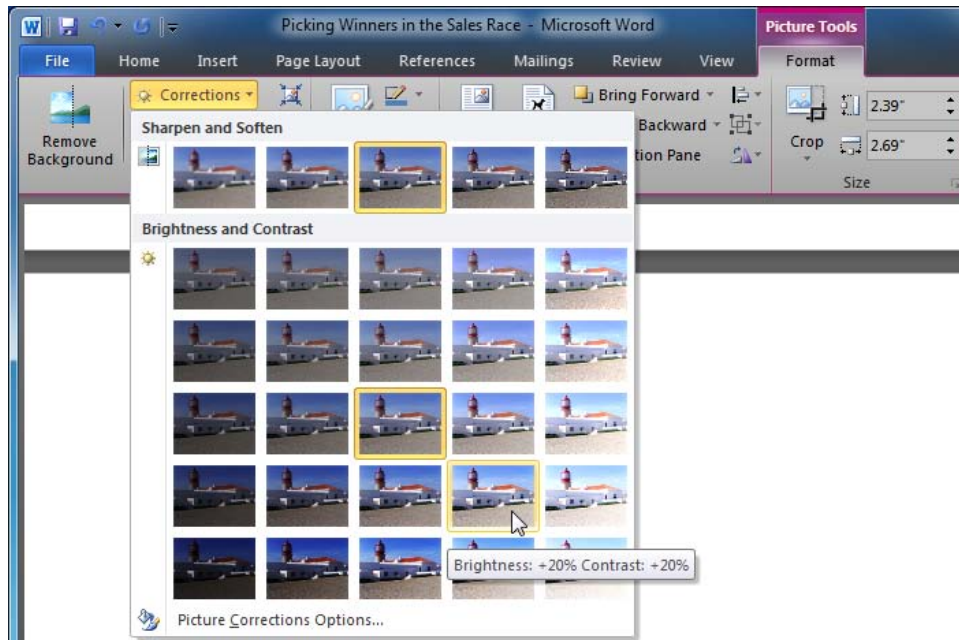 W Picking Winners in the Sales Race - Microsoft Word Picture Tools
File Home Insert Page Layout References Mailings Review View Format
Corrections Bring Forward 2.39"
Remove Background
Backward
tion Pane
Crop 2.69"
Size
Sharpen and Soften
Brightness and Contrast
Brightness: +20% Contrast: +20%
Picture Corrections Options...